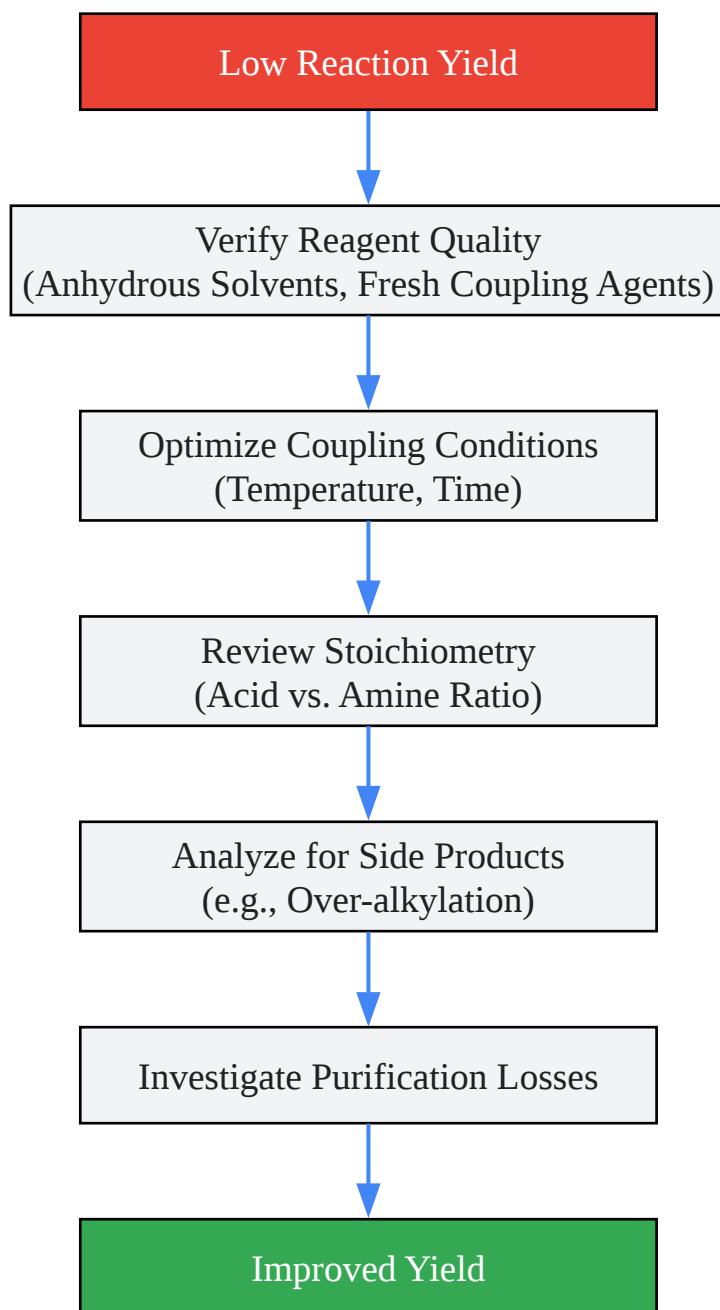 Low Reaction Yield
Verify Reagent Quality
(Anhydrous Solvents, Fresh Coupling Agents)
Optimize Coupling Conditions
(Temperature, Time)
Review Stoichiometry
(Acid vs. Amine Ratio)
Analyze for Side Products
(e.g., Over-alkylation)
Investigate Purification Losses
Improved Yield